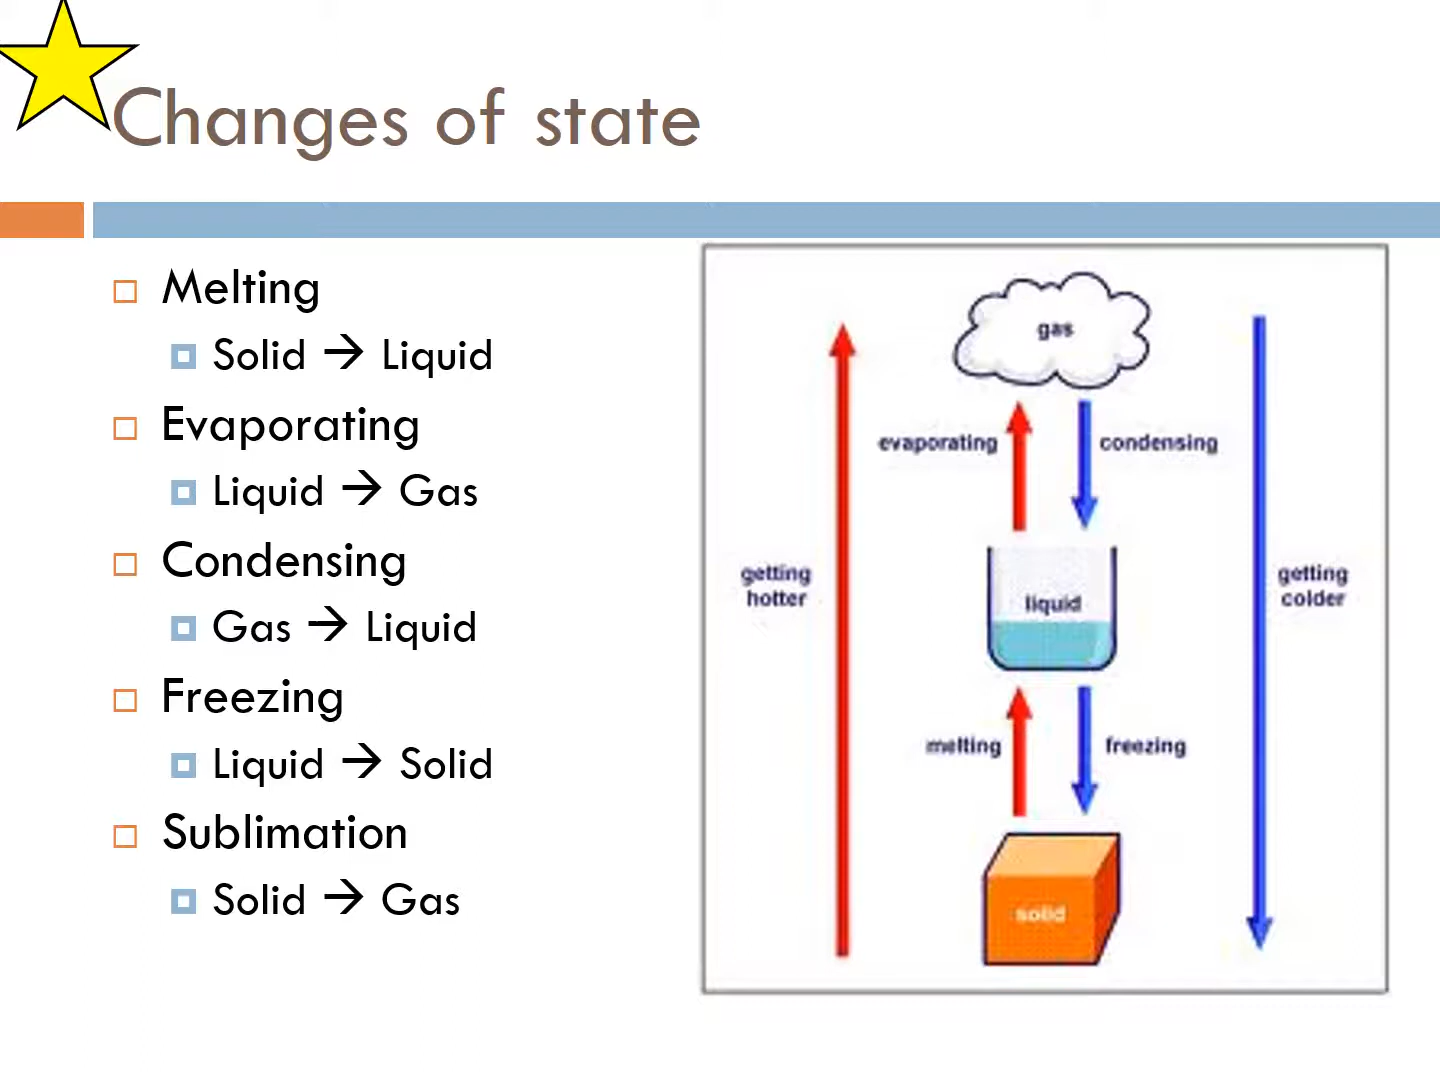 Changes of state
Melting
Solid → Liquid
Evaporating
Liquid → Gas
Condensing
Gas → Liquid
Freezing
Liquid → Solid
Sublimation
Solid → Gas
gas
evaporating
condensing
getting
hotter
liquid
getting
colder
melting
freezing
solid